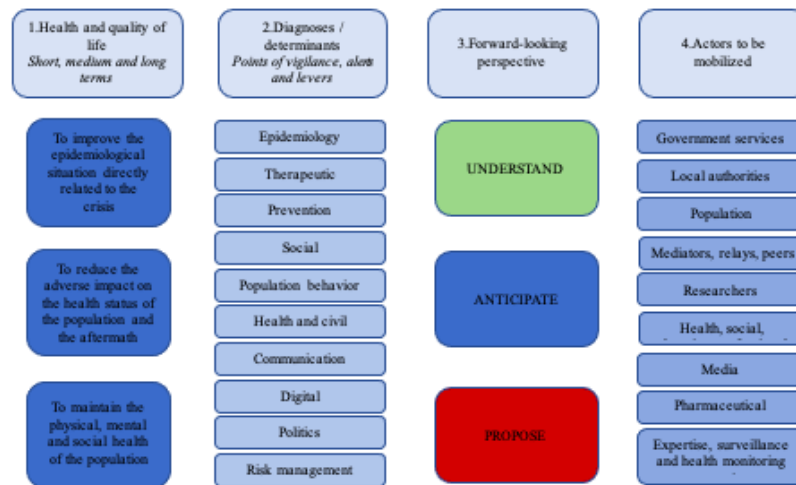 1.Health and quality of
life
Short, medium and long
terms
2.Diagnoses /
determinants
Points of vigilance, alerts
and levers
3.Forward-looking
perspective
4.Actors to be
mobilized
To improve the
epidemiological
situation directly
related to the
crisis
To reduce the
adverse impact on
the health status of
the population and
the aftermath
To maintain the
physical, mental
and social health
of the population
Epidemiology
Therapeutic
Prevention
Social
Population behavior
Health and civil
Communication
Digital
Politics
Risk management
UNDERSTAND
ANTICIPATE
PROPOSE
Government services
Local authorities
Population
Mediators, relays, peers
Researchers
Health, social,
Media
Pharmaceutical
Expertise, surveillance
and health monitoring